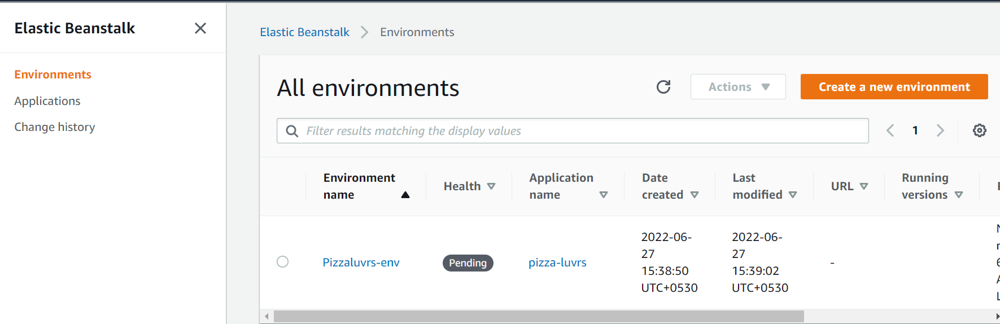 Elastic Beanstalk
Environments
Applications
Change history
Elastic Beanstalk
Environments
All environments
Actions
Create a new environment
Filter results matching the display values
1
Environment
name
Health
Application
name
Date
created
Last
modified
URL
Running
versions
Pizzaluvrs-env
Pending
pizza-luvrs
2022-06-
27
15:38:50
UTC+0530
2022-06-
27
15:39:02
UTC+0530
-